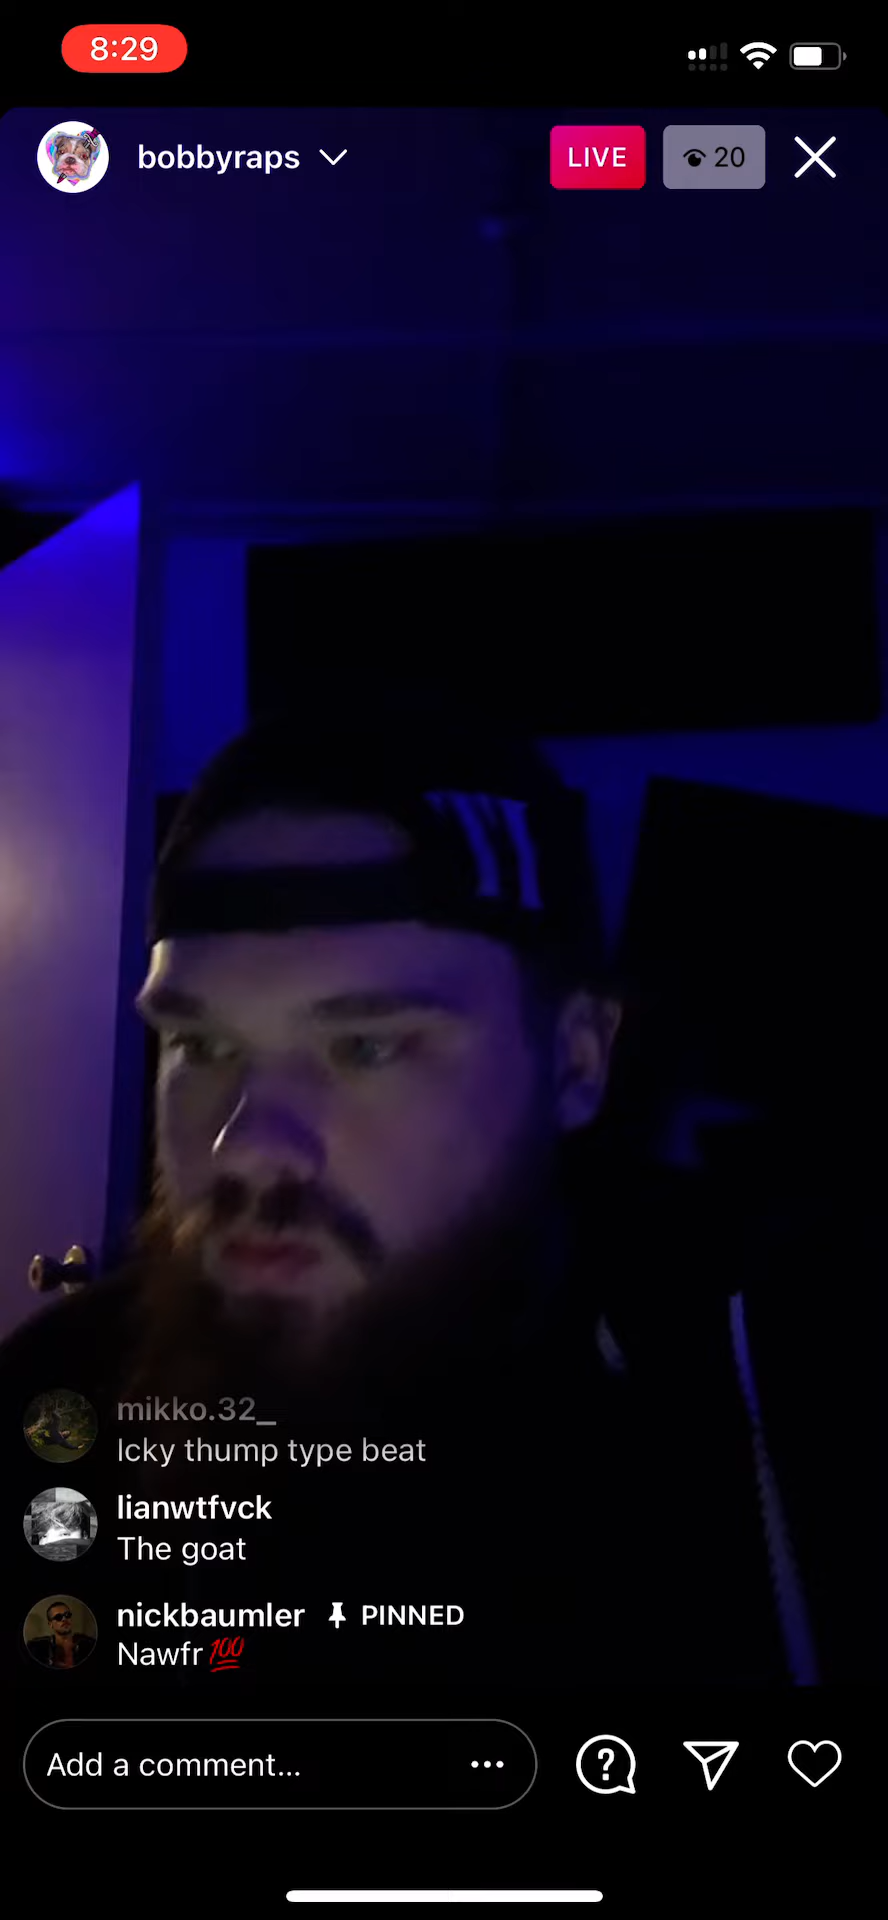 8:29
bobbyraps
LIVE
20
mikko.32_
Icky thump type beat
lianwtfvck
The goat
nickbaumler PINNED
Nawfr💯
Add a comment...